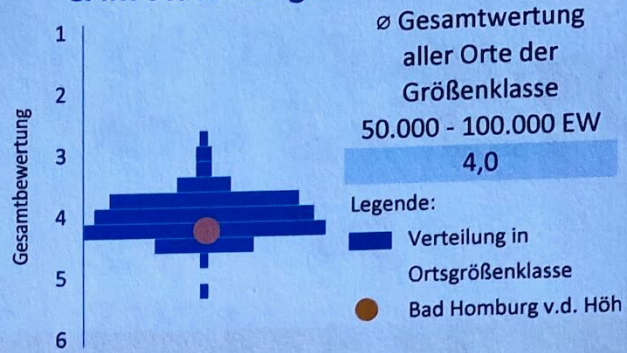 1
2
3
4
5
6
Gesamtbewertung
⌀ Gesamtwertung
aller Orte der
Größenklasse
50.000 - 100.000 EW
4,0
Legende:
Verteilung in
Ortsgrößenklasse
Bad Homburg v.d. Höh